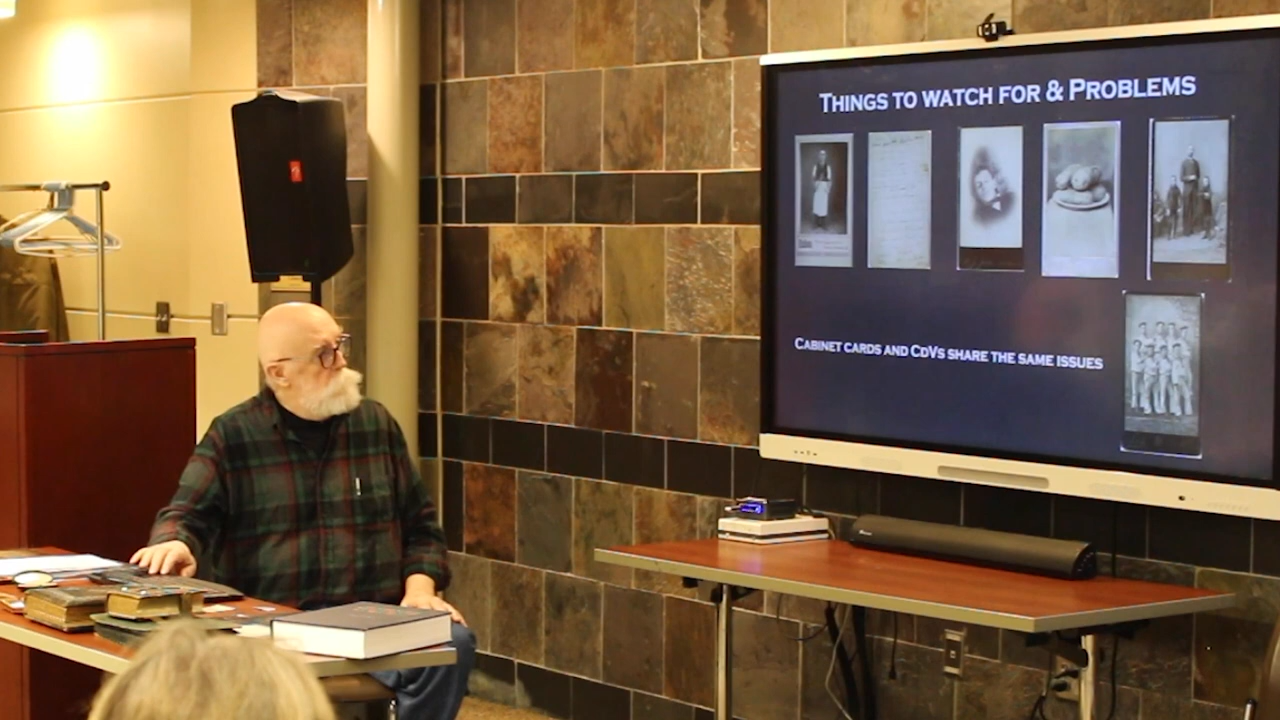 THINGS TO WATCH FOR & PROBLEMS
CABINET CARDS AND CDVS SHARE THE SAME ISSUES